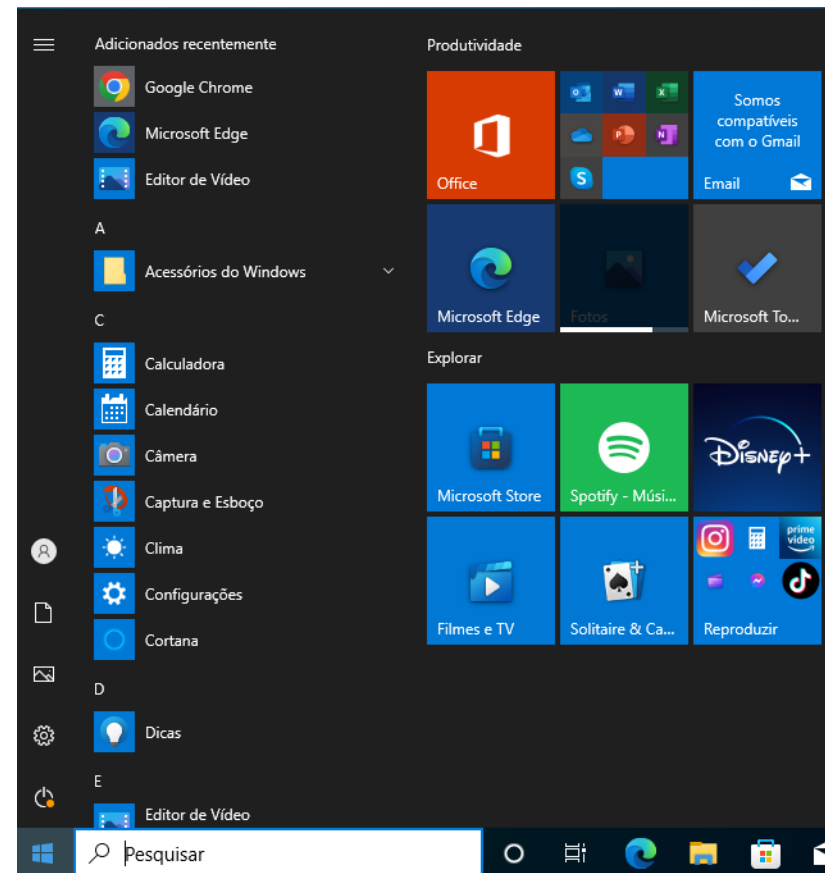 Adicionados recentemente
Google Chrome
Microsoft Edge
Editor de Vídeo
A
Acessórios do Windows
C
Calculadora
Calendário
Câmera
Captura e Esboço
Clima
Configurações
Cortana
D
Dicas
E
Editor de Vídeo
Produtividade
Office
Somos
compatíveis
com o Gmail
Email
Microsoft Edge
Fotos
Microsoft To...
Explorar
Microsoft Store
Spotify - Músi...
Disney+
Filmes e TV
Solitaire & Ca...
prime
video
Reproduzir
Pesquisar